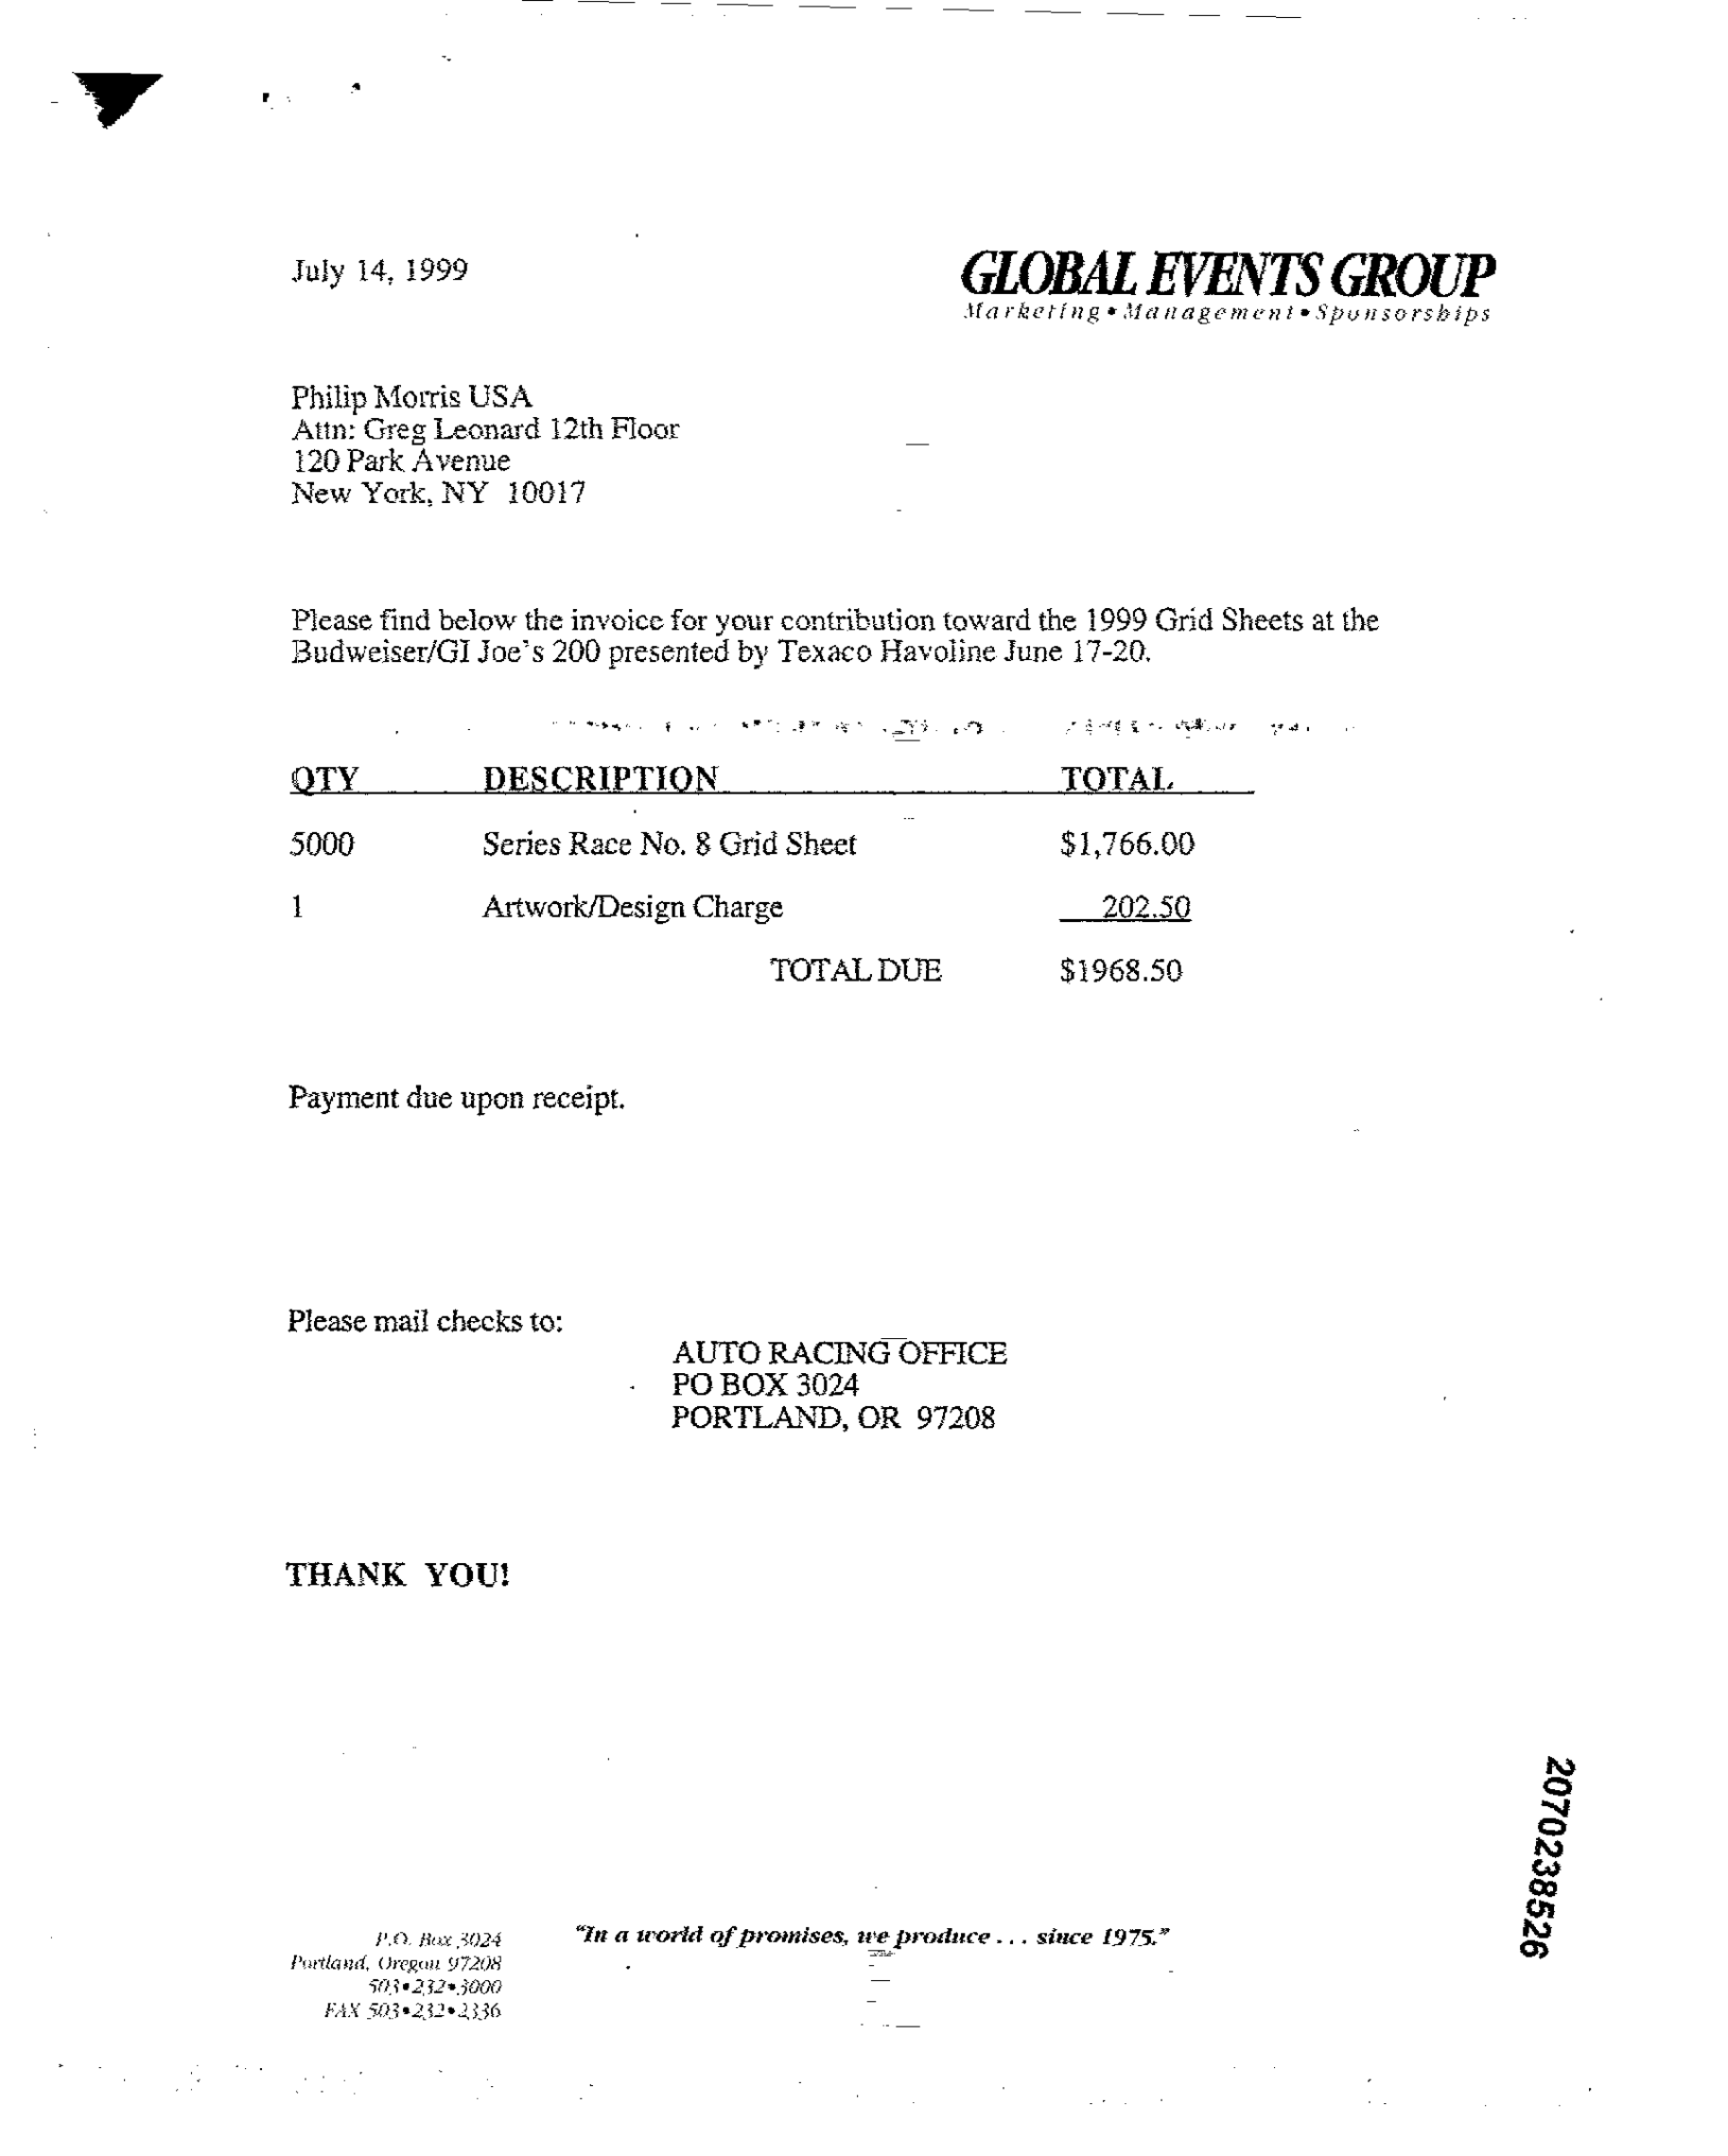 July 14, 1999
GLOBAL EVENTS GROUP
Marketing • Management • Sponsorships
Philip Morris USA
Attn: Greg Leonard 12th Floor
120 Park Avenue
New York, NY 10017
Please find below the invoice for your contribution toward the 1999 Grid Sheets at the
Budweiser/GI Joe's 200 presented by Texaco Havoline June 17-20.
QTY DESCRIPTION TOTAL
5000 Series Race No. 8 Grid Sheet $1,766.00
1 Artwork/Design Charge 202.50
TOTAL DUE $1968.50
Payment due upon receipt.
Please mail checks to:
AUTO RACING OFFICE
PO BOX 3024
PORTLAND, OR 97208
THANK YOU!
2070238526
"In a world of promises, we produce . . . since 1975."
P.O. Box 3024
Portland, Oregon 97208
503•232•3000
FAX 503•232•2336